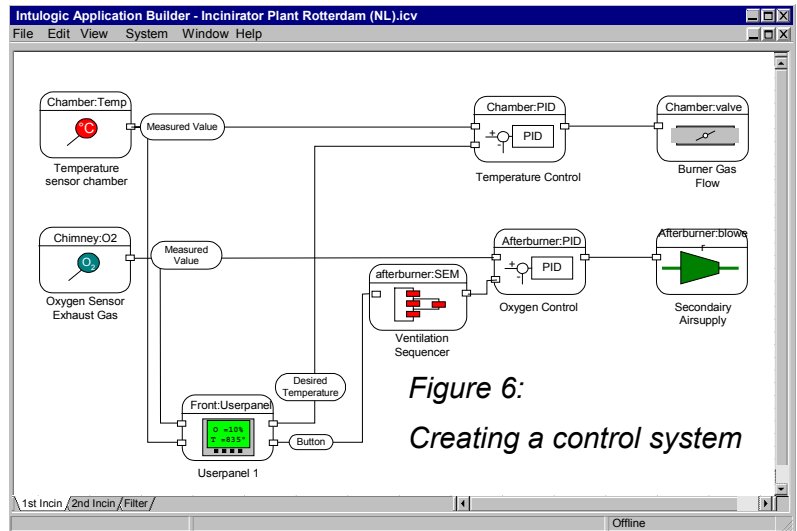 Intulogic Application Builder - Incinirator Plant Rotterdam (NL).icv
File Edit View System Window Help
Chamber:Temp
°C
Temperature
sensor chamber
Measured Value
Chamber:PID
+
-
PID
Temperature Control
Chamber:valve
Burner Gas
Flow
Chimney:O2
O2
Oxygen Sensor
Exhaust Gas
Measured
Value
afterburner:SEM
Ventilation
Sequencer
Afterburner:PID
+
-
PID
Oxygen Control
Afterburner:blowe
r
Secondairy
Airsupply
Desired
Temperature
Front:Userpanel
O =10%
T =835°
Userpanel 1
Button
Figure 6:
Creating a control system
1st Incin 2nd Incin Filter
Offline